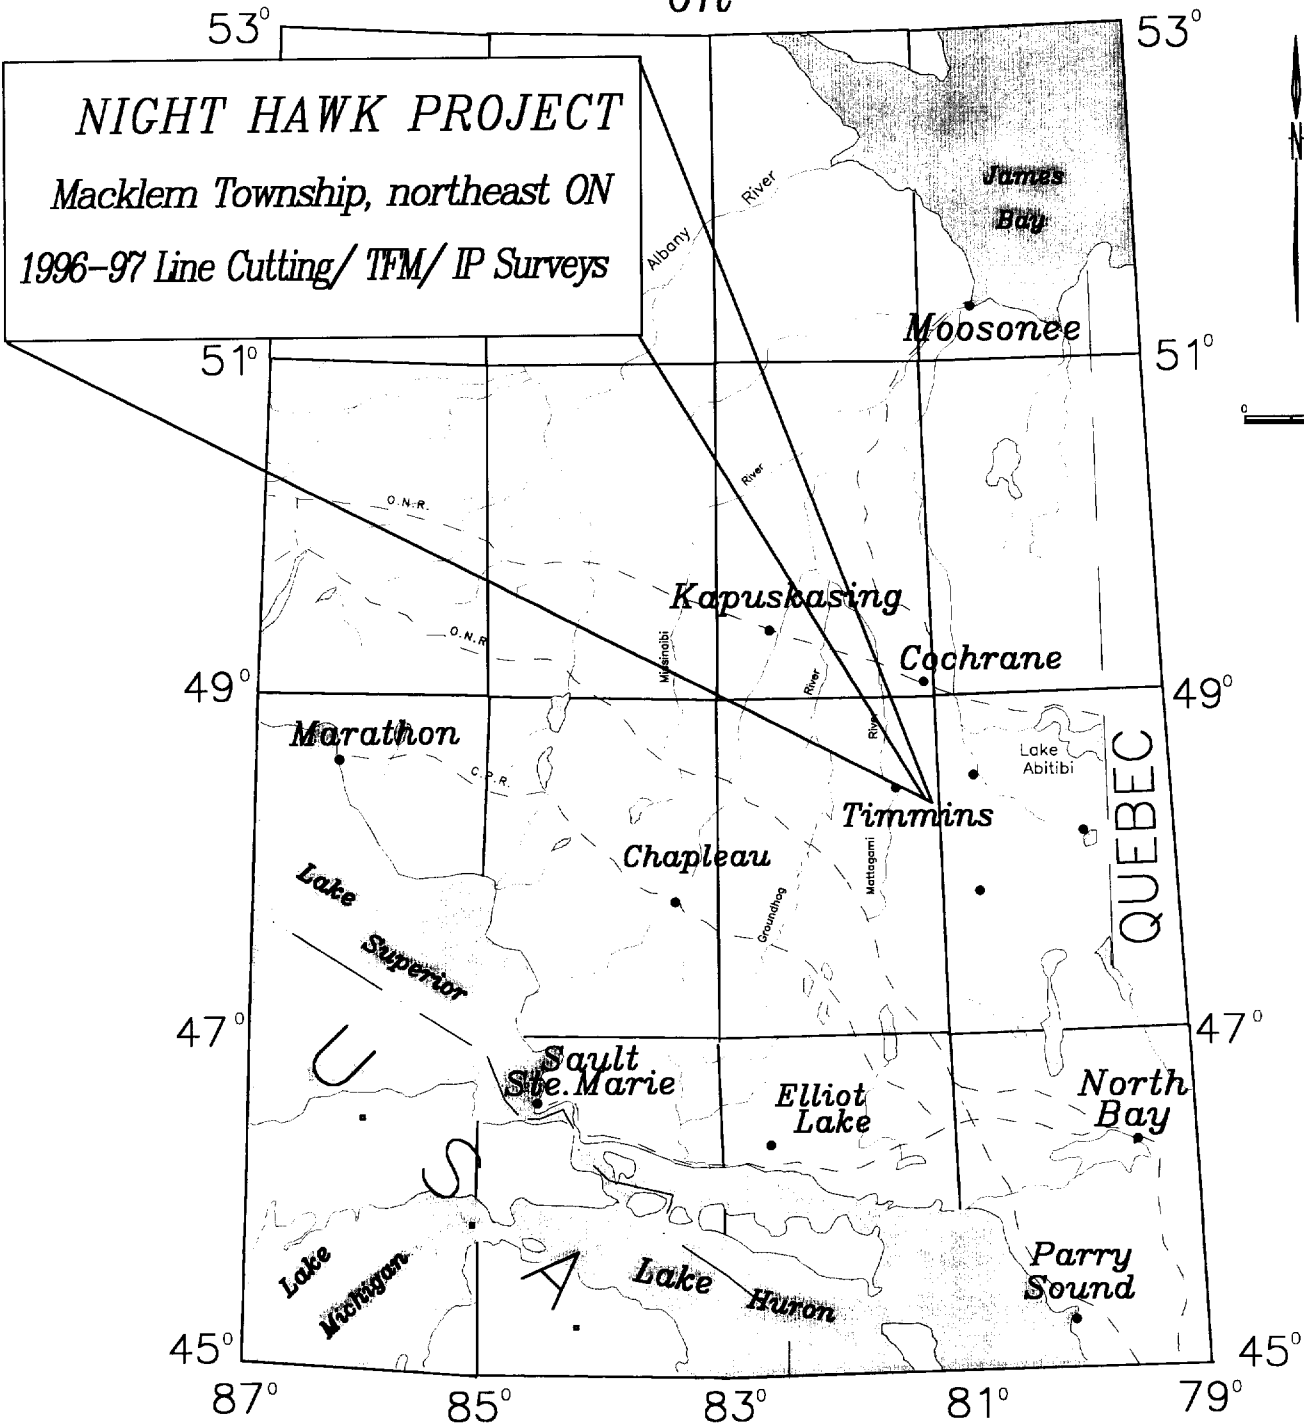 53°
53°
NIGHT HAWK PROJECT
Macklem Township, northeast ON
1996-97 Line Cutting/ TFM/ IP Surveys
N
James
Bay
Albany
River
Moosonee
51°
51°
0
River
O.N.R.
Kapuskasing
O.N.R.
Missinaibi
Cochrane
River
49°
49°
River
Marathon
Lake
Abitibi
C.P.R.
QUEBEC
Timmins
Chapleau
Mattagami
Groundhog
Lake
Superior
47°
47°
Sault
Ste. Marie
Elliot
Lake
North
Bay
U
S
A
Lake
Michigan
Lake
Huron
Parry
Sound
45°
45°
87°
85°
83°
81°
79°